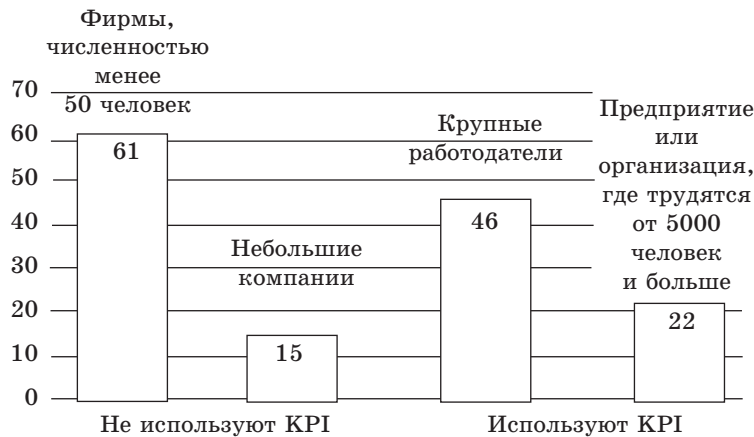 Фирмы,
численностью
менее
50 человек
70
60
50
40
30
20
10
0
61
Небольшие
компании
15
Крупные
работодатели
46
Предприятие
или
организация,
где трудятся
от 5000
человек
и больше
22
Не используют KPI
Используют KPI